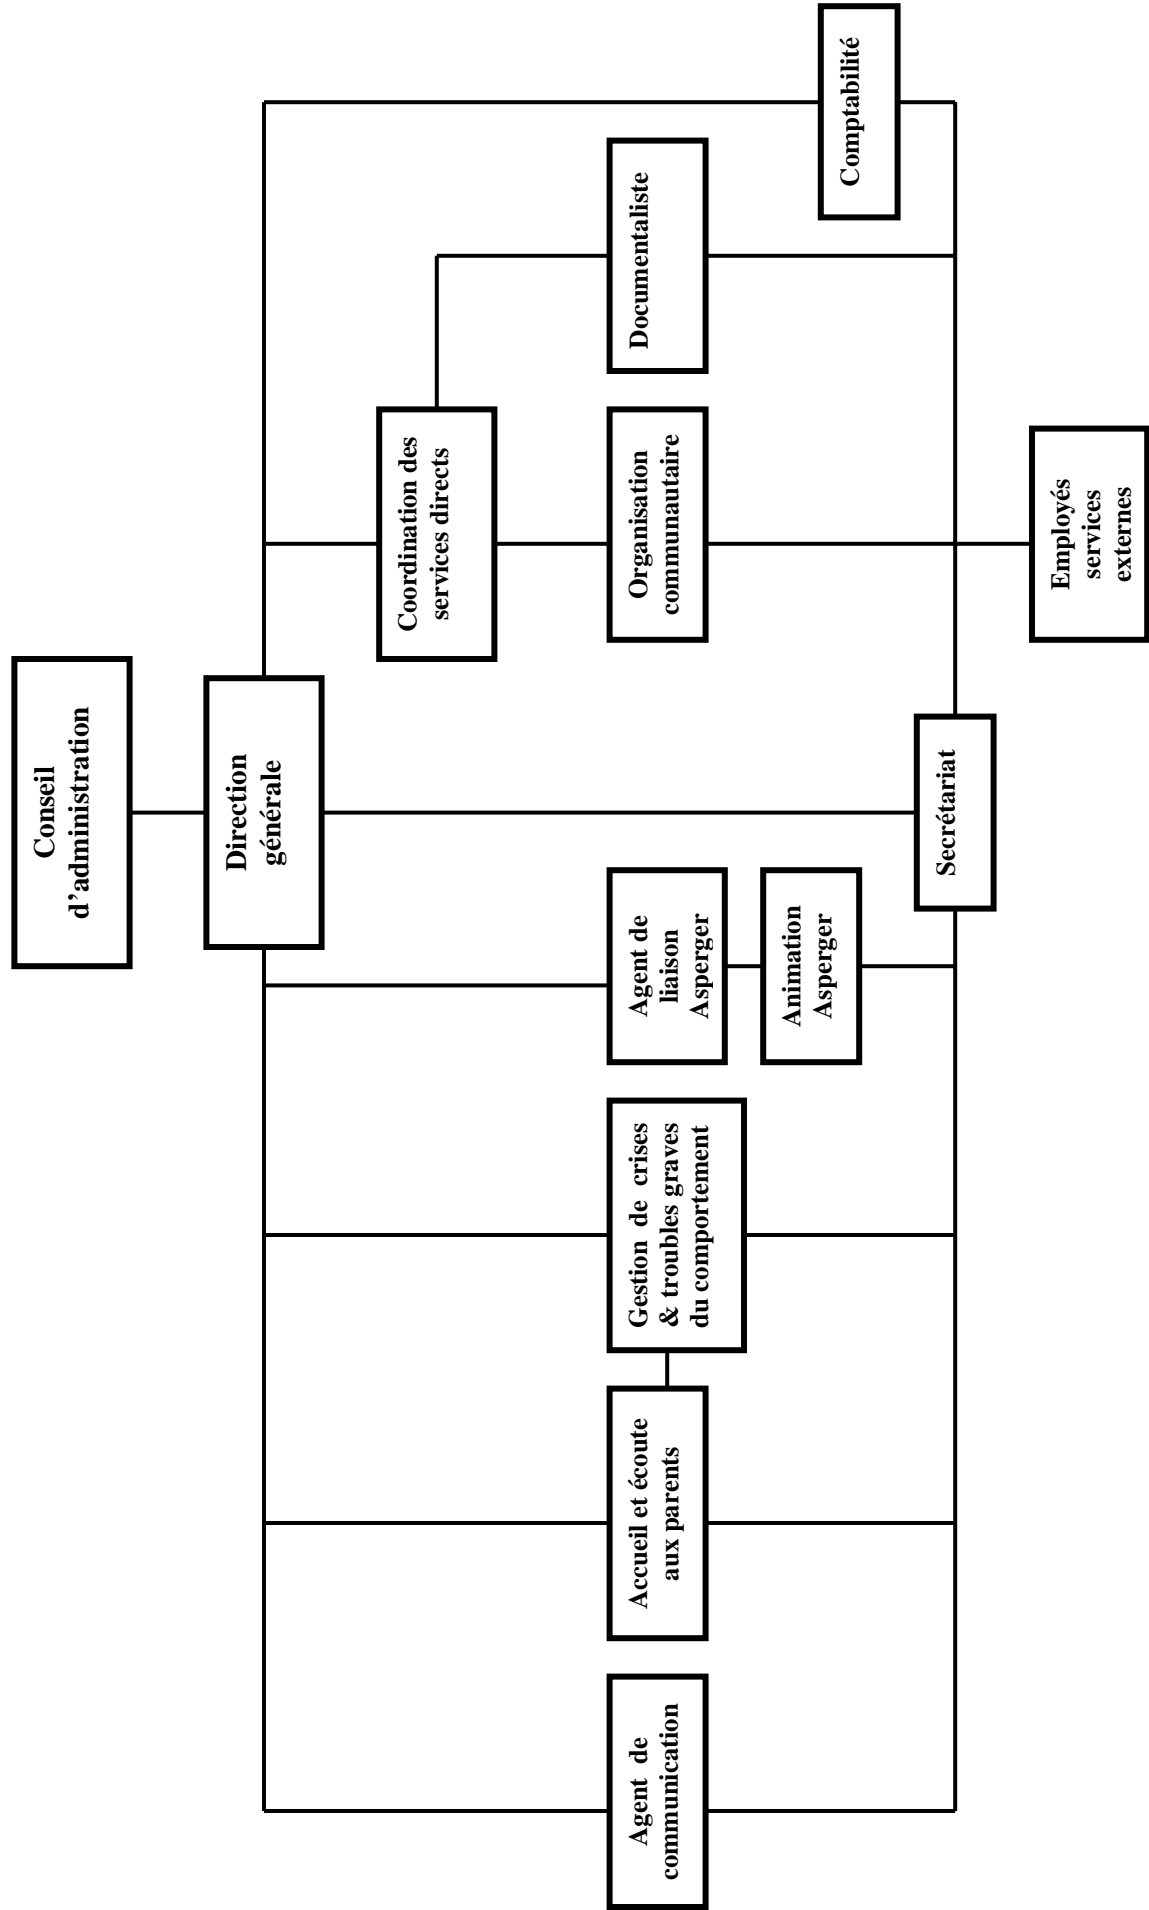 Conseil
d’administration
Direction
générale
Coordination des
services directs
Agent de
communication
Accueil et écoute
aux parents
Gestion de crises
& troubles graves
du comportement
Agent de
liaison
Asperger
Organisation
communautaire
Documentaliste
Animation
Asperger
Comptabilité
Secrétariat
Employés
services
externes